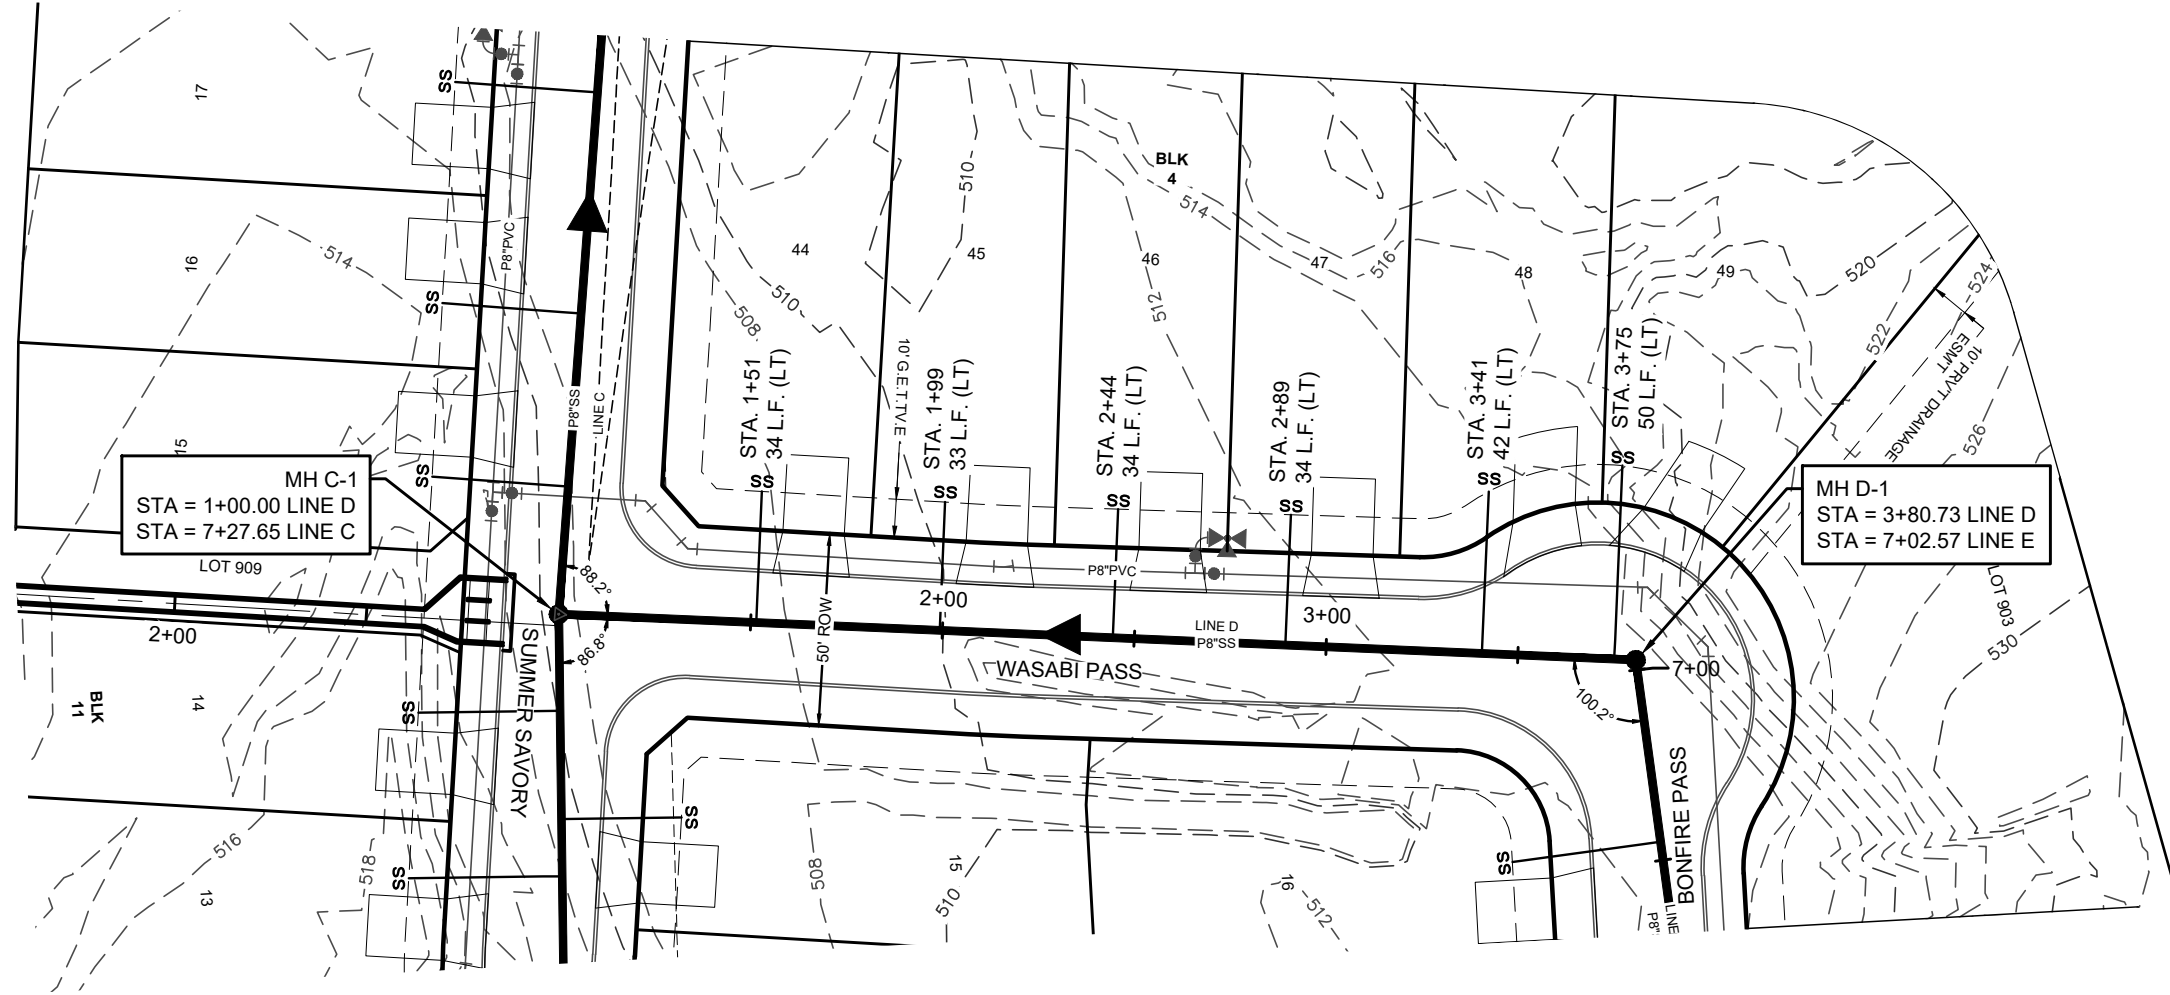 17
16
15
SS
SS
SS
P8"PVC
514
P8"SS
LINE C
MH C-1
STA = 1+00.00 LINE D
STA = 7+27.65 LINE C
LOT 909
2+00
BLK
11
14
13
516
518
SS
SS
SUMMER SAVORY
88.2°
86.8°
44
45
46
47
48
49
BLK
4
508
510
510
512
514
516
520
522
524
526
530
10' G.E.T.TV.E
STA. 1+51
34 L.F. (LT)
SS
STA. 1+99
33 L.F. (LT)
SS
STA. 2+44
34 L.F. (LT)
SS
STA. 2+89
34 L.F. (LT)
SS
STA. 3+41
42 L.F. (LT)
SS
STA. 3+75
50 L.F. (LT)
SS
10' PRVT DRAINAGE
ESMT
MH D-1
STA = 3+80.73 LINE D
STA = 7+02.57 LINE E
LOT 903
P8"PVC
2+00
3+00
50' ROW
LINE D
P8"SS
WASABI PASS
7+00
100.2°
BONFIRE PASS
LINE
P8"
SS
SS
508
15
510
16
512